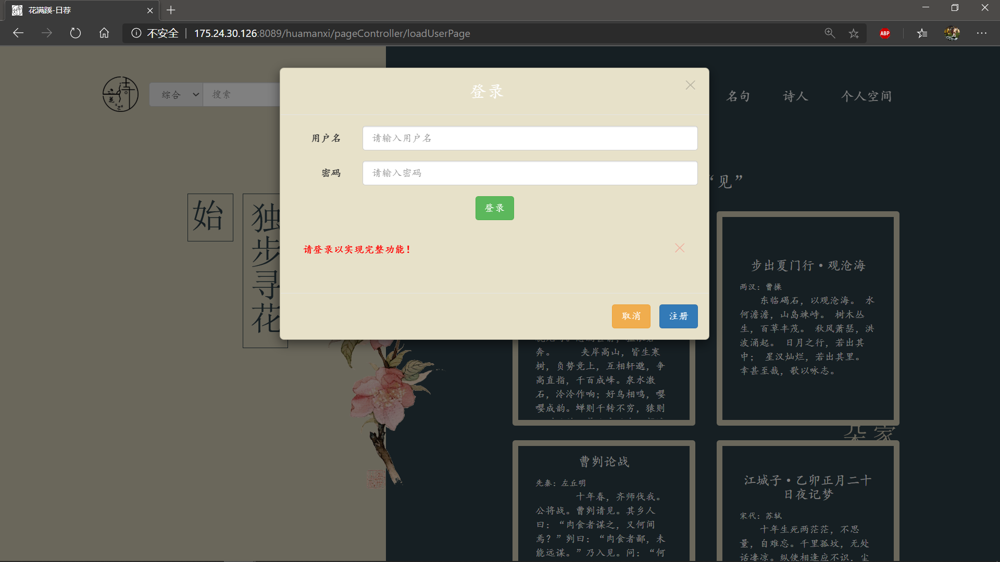 花满蹊-日荐
不安全 | 175.24.30.126:8089/huamanxi/pageController/loadUserPage
ABP
花
综合
搜索
名句
诗人
个人空间
登录
用户名
请输入用户名
密码
请输入密码
登录
请登录以实现完整功能！
取消
注册
“见”
始
独步寻花
奔。 夹岸高山，皆生寒
树，负势竞上，互相轩邈，争
高直指，千百成峰。泉水激
石，泠泠作响；好鸟相鸣，嘤
嘤成韵。蝉则千转不穷，猿则
步出夏门行·观沧海
两汉：曹操
东临碣石，以观沧海。 水
何澹澹，山岛竦峙。 树木丛
生，百草丰茂。 秋风萧瑟，洪
波涌起。 日月之行，若出其
中； 星汉灿烂，若出其里。
幸甚至哉，歌以咏志。
朵 家
曹刿论战
先秦：左丘明
十年春，齐师伐我。
公将战。曹刿请见。其乡人
曰：“肉食者谋之，又何间
焉？”刿曰：“肉食者鄙，未
能远谋。”乃入见。问：“何
江城子·乙卯正月二十
日夜记梦
宋代：苏轼
十年生死两茫茫，不思
量，自难忘。千里孤坟，无处
话凄凉。纵使相逢应不识，尘